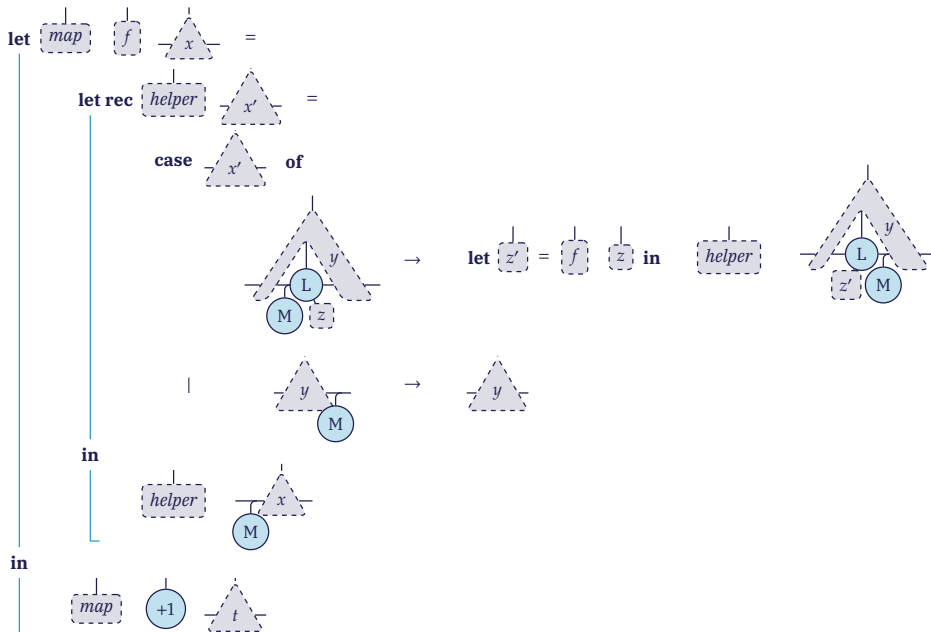 let map f x =
let rec helper x′ =
case x′ of
y L M z → let z′ = f z in helper y L z′ M
| y M → y
in
helper M x
in
map +1 t